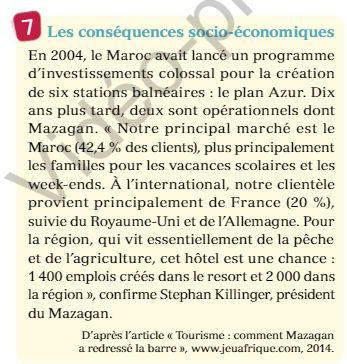 7 Les conséquences socio-économiques
En 2004, le Maroc avait lancé un programme
d'investissements colossal pour la création
de six stations balnéaires : le plan Azur. Dix
ans plus tard, deux sont opérationnels dont
Mazagan. « Notre principal marché est le
Maroc (42,4 % des clients), plus principalement
les familles pour les vacances scolaires et les
week-ends. À l'international, notre clientèle
provient principalement de France (20 %),
suivie du Royaume-Uni et de l'Allemagne. Pour
la région, qui vit essentiellement de la pêche
et de l'agriculture, cet hôtel est une chance :
1 400 emplois créés dans le resort et 2 000 dans
la région », confirme Stephan Killinger, président
du Mazagan.
D'après l'article « Tourisme : comment Mazagan
a redressé la barre », www.jeuafrique.com, 2014.